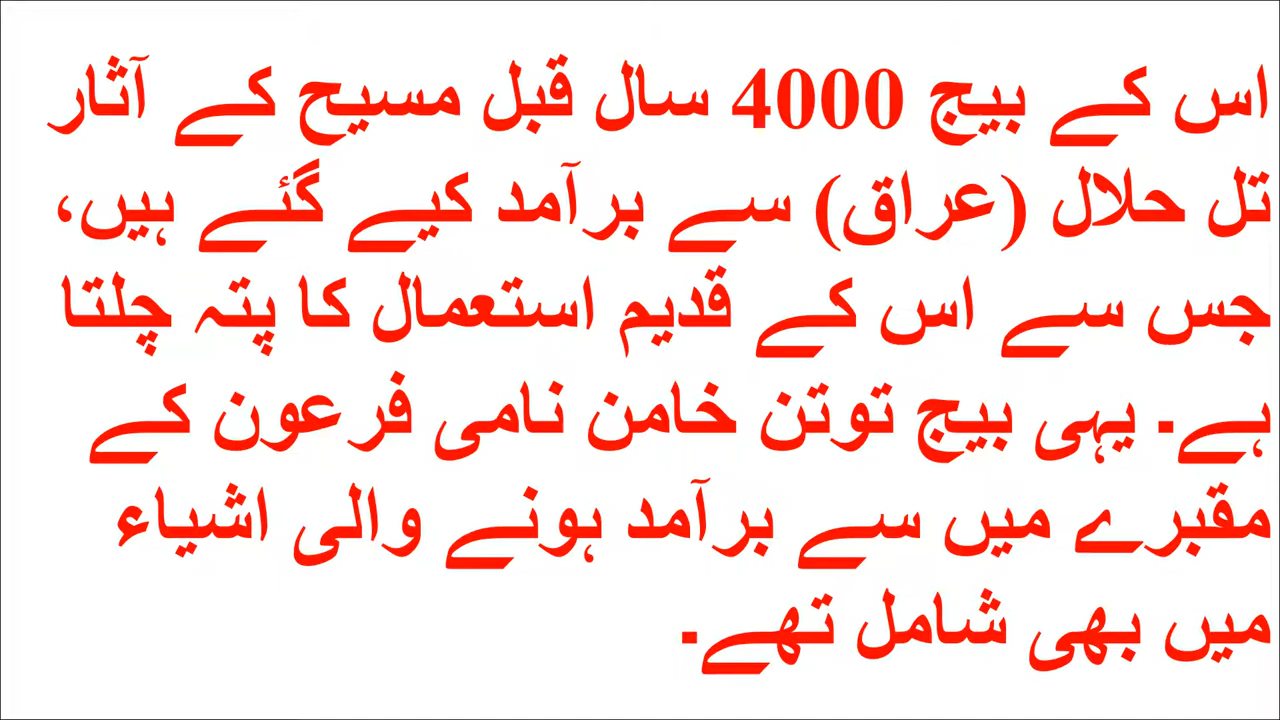 اس کے بیج 4000 سال قبل مسیح کے آثار
تل حلال (عراق) سے برآمد کیے گئے ہیں،
جس سے اس کے قدیم استعمال کا پتہ چلتا
ہے۔ یہی بیج توتن خامن نامی فرعون کے
مقبرے میں سے برآمد ہونے والی اشیاء
میں بھی شامل تھے۔